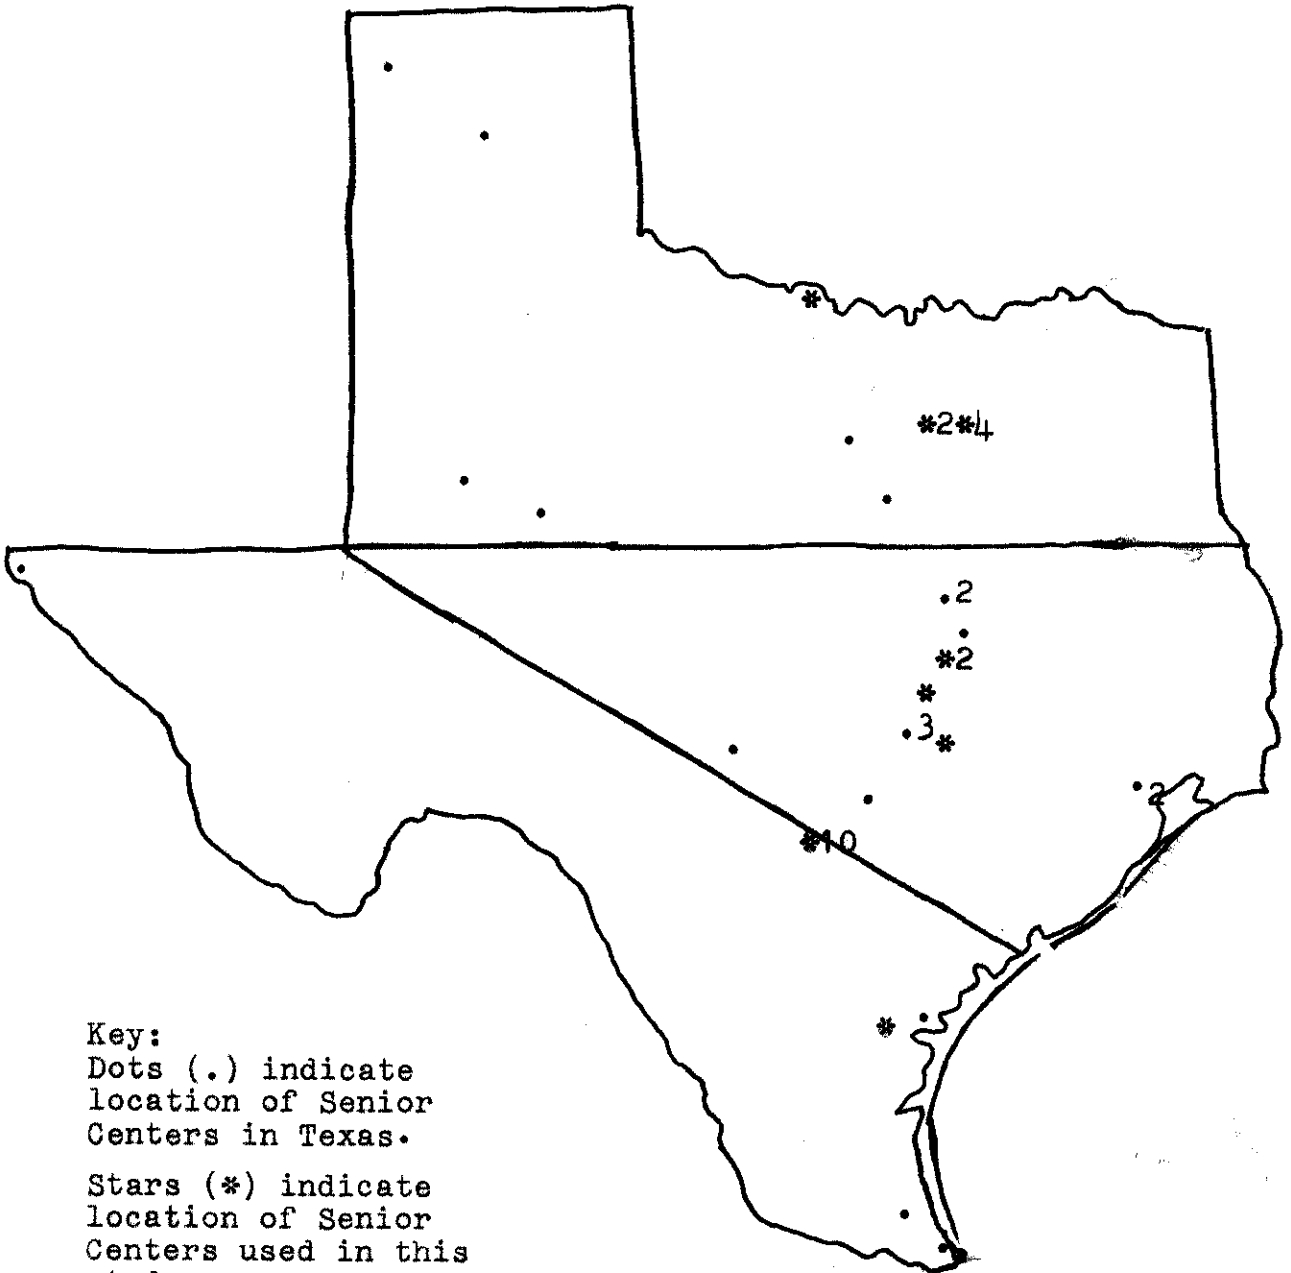 *
*2*4
.2
*2
*
.3
*
.2
*10
*
Key:
Dots (.) indicate
location of Senior
Centers in Texas.
Stars (*) indicate
location of Senior
Centers used in this